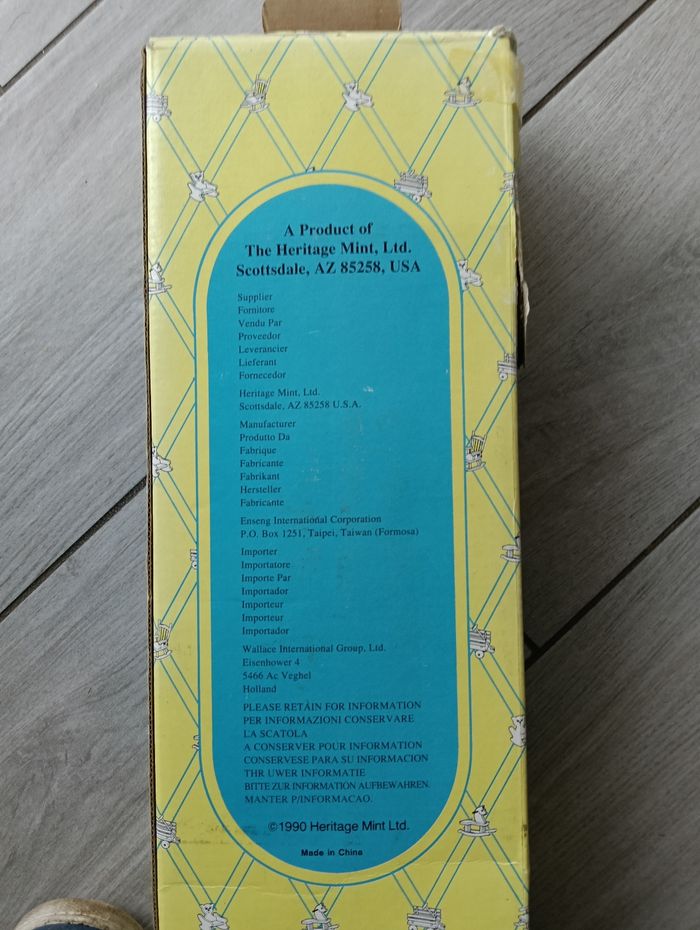 A Product of
The Heritage Mint, Ltd.
Scottsdale, AZ 85258, USA
Supplier
Fornitore
Vendu Par
Proveedor
Leverancier
Lieferant
Fornecedor
Heritage Mint, Ltd.
Scottsdale, AZ 85258 U.S.A.
Manufacturer
Produtto Da
Fabrique
Fabricante
Fabrikant
Hersteller
Fabricante
Enseng International Corporation
P.O. Box 1251, Taipei, Taiwan (Formosa)
Importer
Importatore
Importe Par
Importador
Importeur
Importeur
Importador
Wallace International Group, Ltd.
Eisenhower 4
5466 Ac Veghel
Holland
PLEASE RETAIN FOR INFORMATION
PER INFORMAZIONI CONSERVARE
LA SCATOLA
A CONSERVER POUR INFORMATION
CONSERVESE PARA SU INFORMACION
THR UWER INFORMATIE
BITTE ZUR INFORMATION AUFBEWAHREN.
MANTER P/INFORMACAO.
©1990 Heritage Mint Ltd.
Made in China